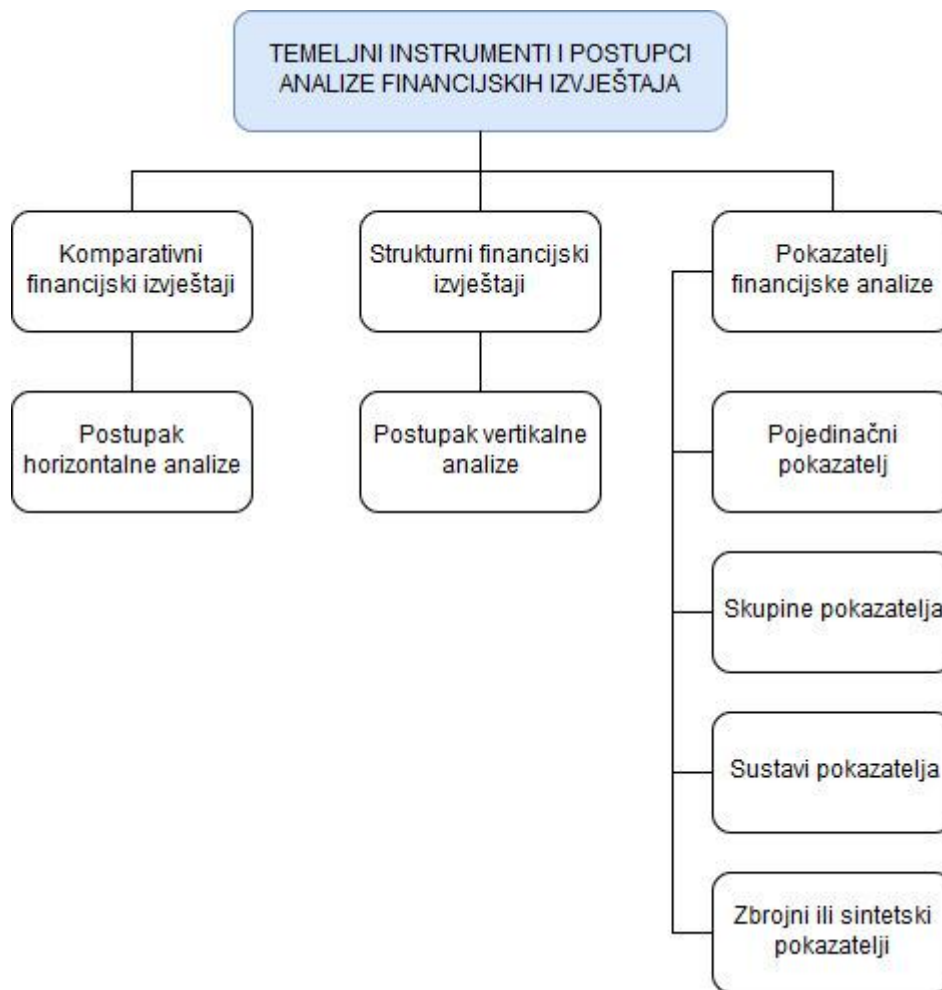 TEMELJNI INSTRUMENTI I POSTUPCI
ANALIZE FINANCIJSKIH IZVJEŠTAJA
Komparativni
financijski izvještaji
Strukturni financijski
izvještaji
Pokazatelj
financijske analize
Postupak
horizontalne analize
Postupak vertikalne
analize
Pojedinačni
pokazatelj
Skupine pokazatelja
Sustavi pokazatelja
Zbrojni ili sintetski
pokazatelji